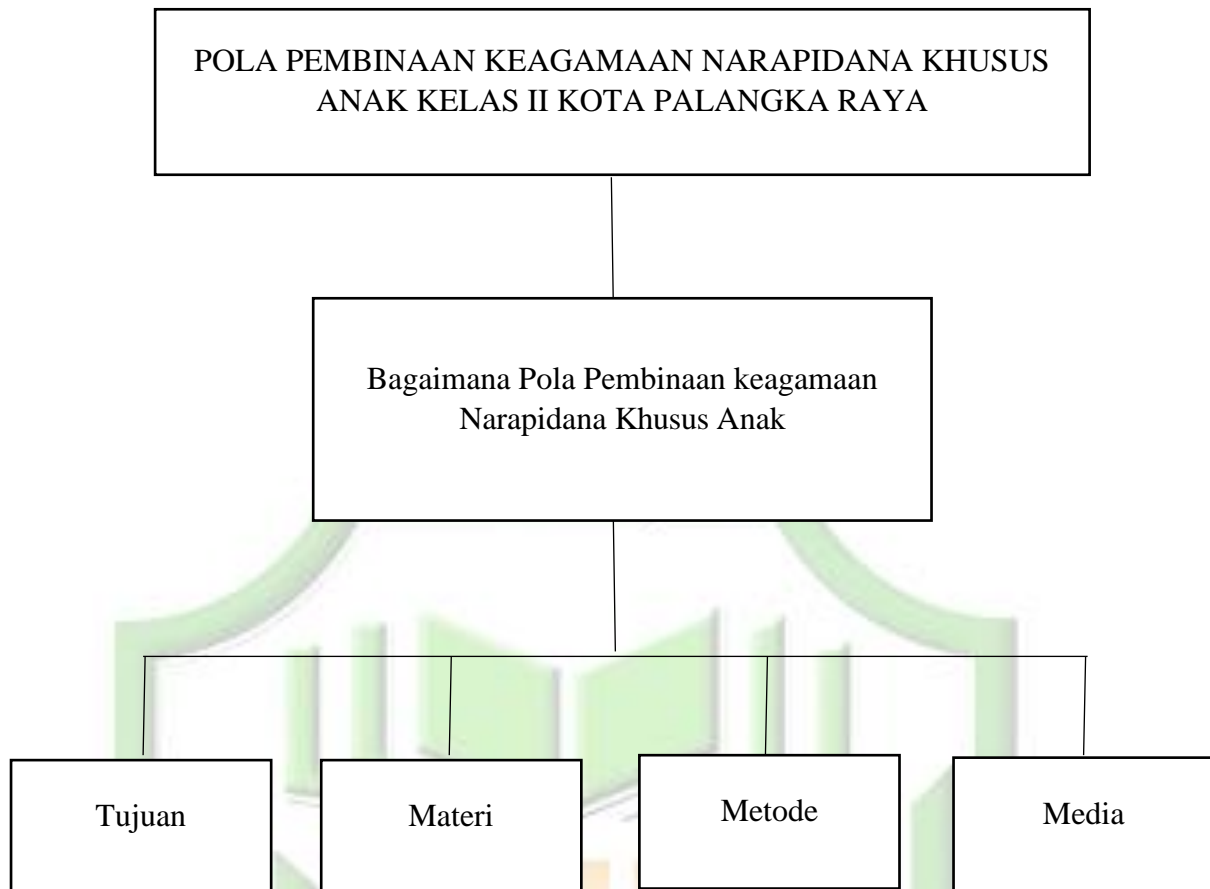 POLA PEMBINAAN KEAGAMAAN NARAPIDANA KHUSUS
ANAK KELAS II KOTA PALANGKA RAYA
Bagaimana Pola Pembinaan keagamaan
Narapidana Khusus Anak
Tujuan
Materi
Metode
Media